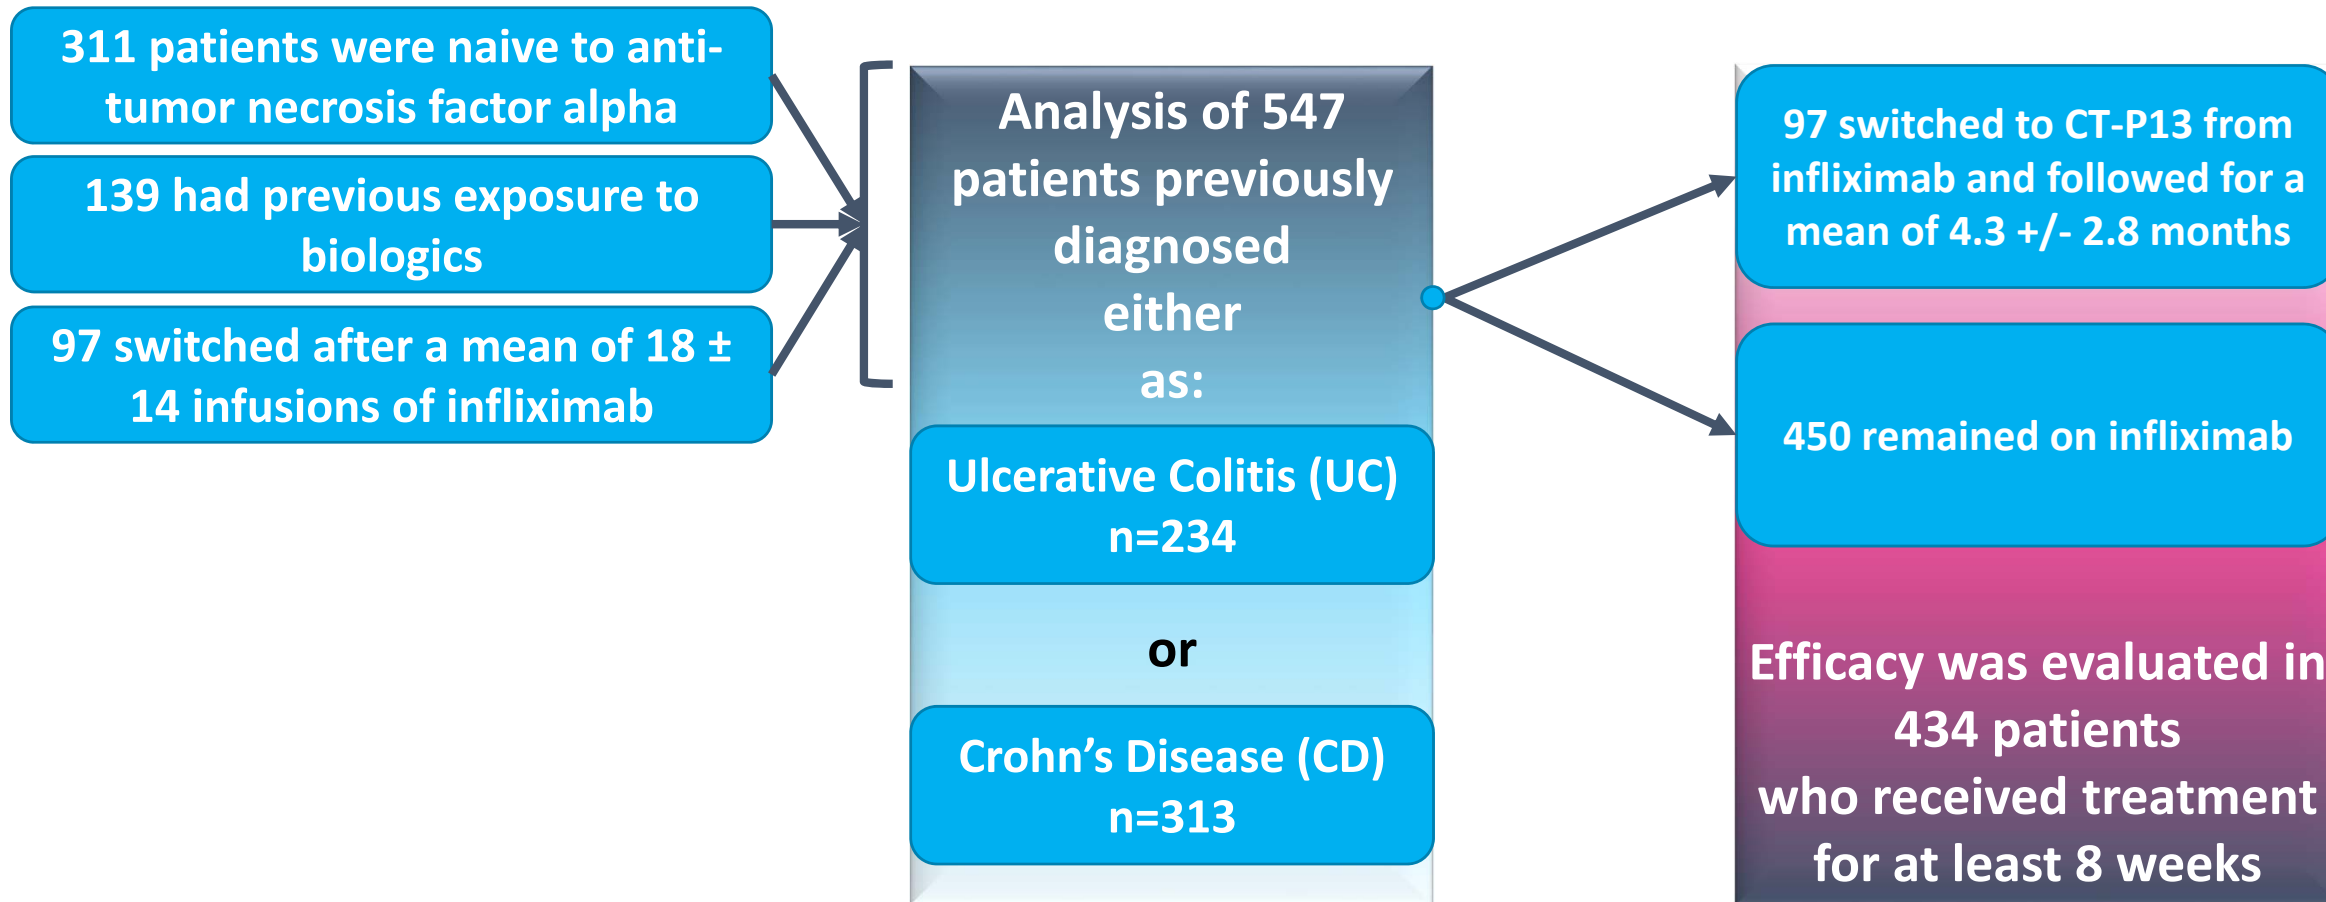 311 patients were naive to anti-
tumor necrosis factor alpha
139 had previous exposure to
biologics
97 switched after a mean of 18 ±
14 infusions of infliximab
Analysis of 547
patients previously
diagnosed
either
as:
Ulcerative Colitis (UC)
n=234
or
Crohn’s Disease (CD)
n=313
97 switched to CT-P13 from
infliximab and followed for a
mean of 4.3 +/- 2.8 months
450 remained on infliximab
Efficacy was evaluated in
434 patients
who received treatment
for at least 8 weeks